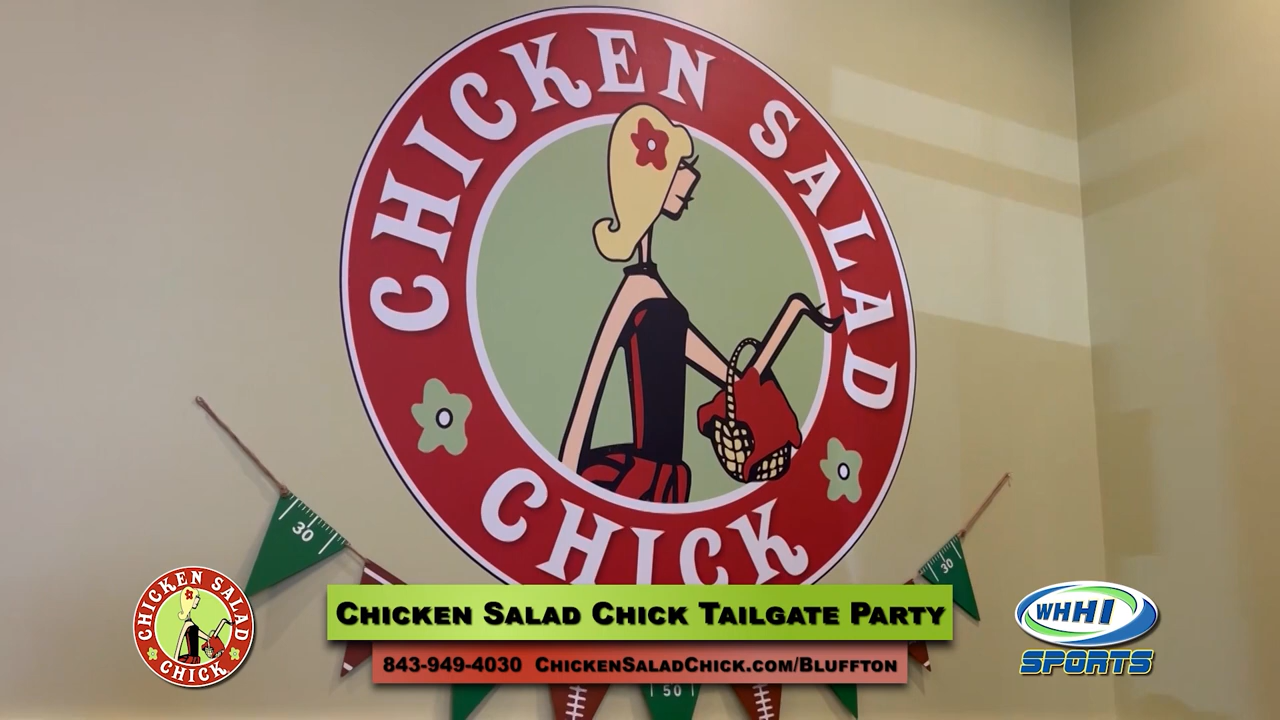 CHICKEN SALAD
CHICK
30
30
CHICKEN SALAD
CHICK
CHICKEN SALAD CHICK TAILGATE PARTY
843-949-4030 CHICKENSALADCHICK.COM/BLUFFTON
WHHI
SPORTS
50